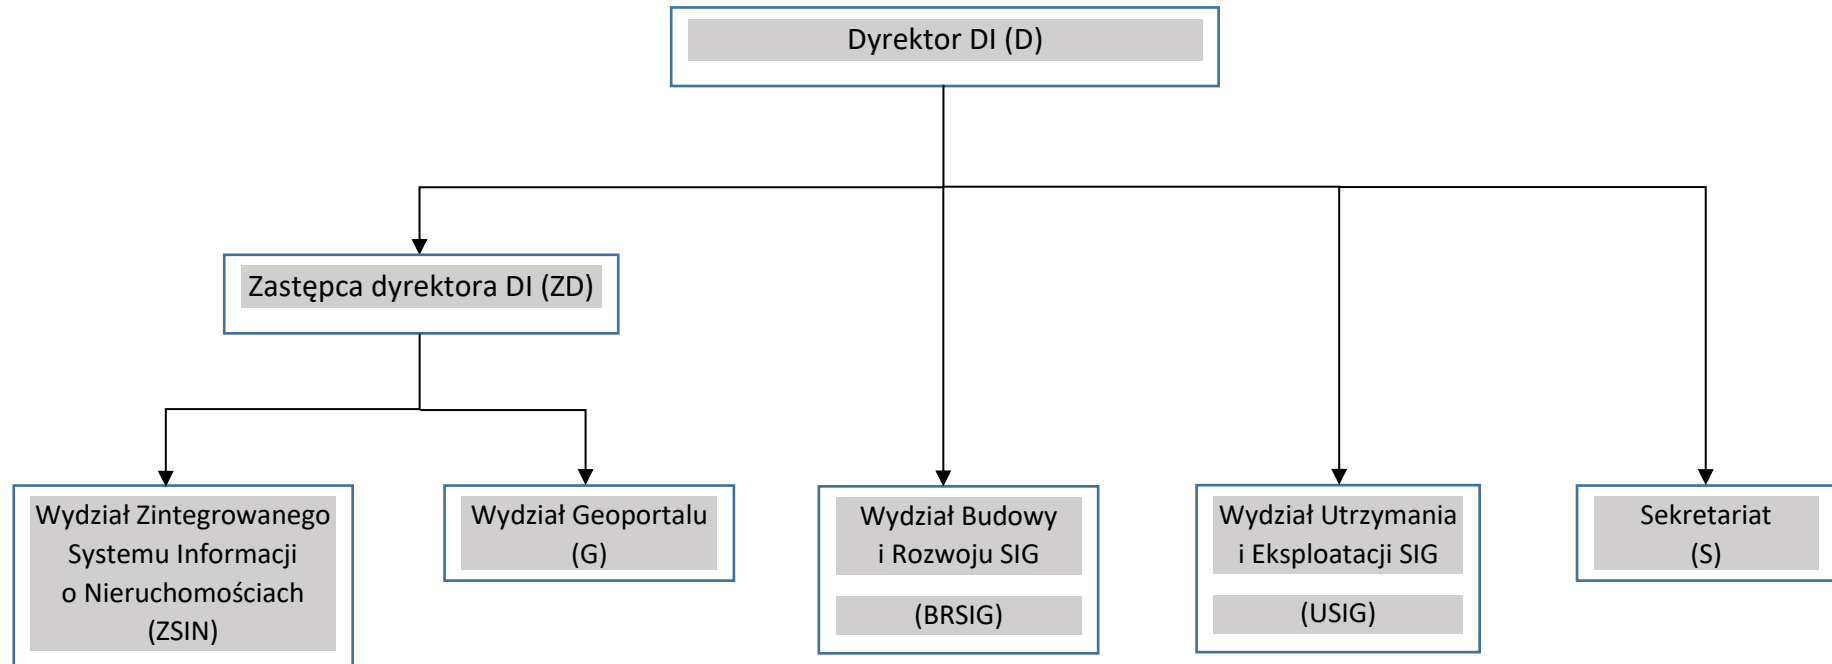 Dyrektor DI (D)
Zastępca dyrektora DI (ZD)
Wydział Zintegrowanego
Systemu Informacji
o Nieruchomościach
(ZSIN)
Wydział Geoportalu
(G)
Wydział Budowy
i Rozwoju SIG
(BRSIG)
Wydział Utrzymania
i Eksploatacji SIG
(USIG)
Sekretariat
(S)